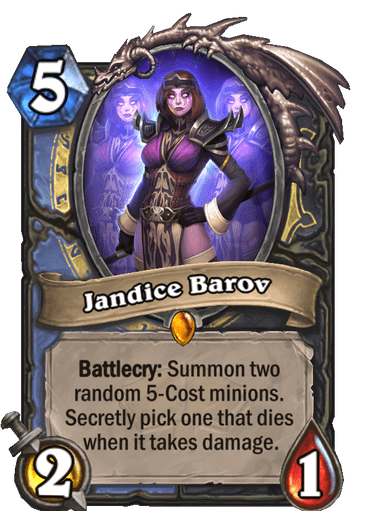 5
Jandice Barov
Battlecry: Summon two
random 5-Cost minions.
Secretly pick one that dies
when it takes damage.
2
1